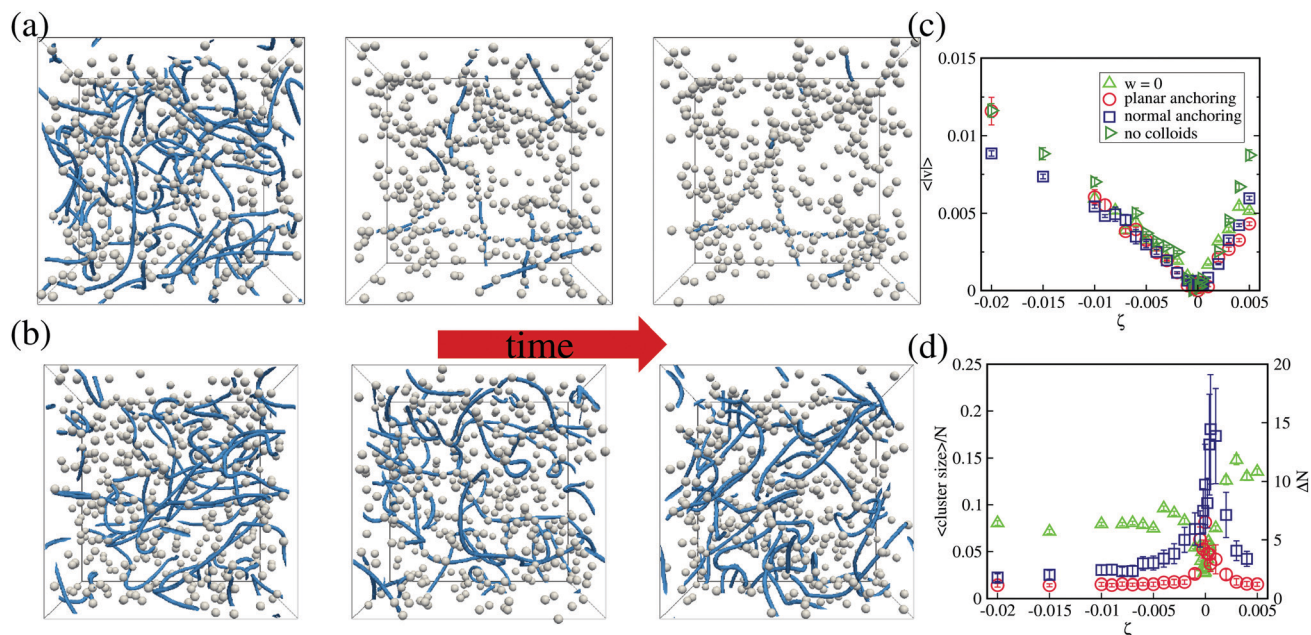 (a)
(c)
0.015
0.01
0.005
0
<|v|>
w = 0
planar anchoring
normal anchoring
no colloids
-0.02 -0.015 -0.01 -0.005 0 0.005
ζ
(b)
time
(d)
0.25
0.2
0.15
0.1
0.05
0
<cluster size>/N
20
15
10
5
0
ΔN
-0.02 -0.015 -0.01 -0.005 0 0.005
ζ